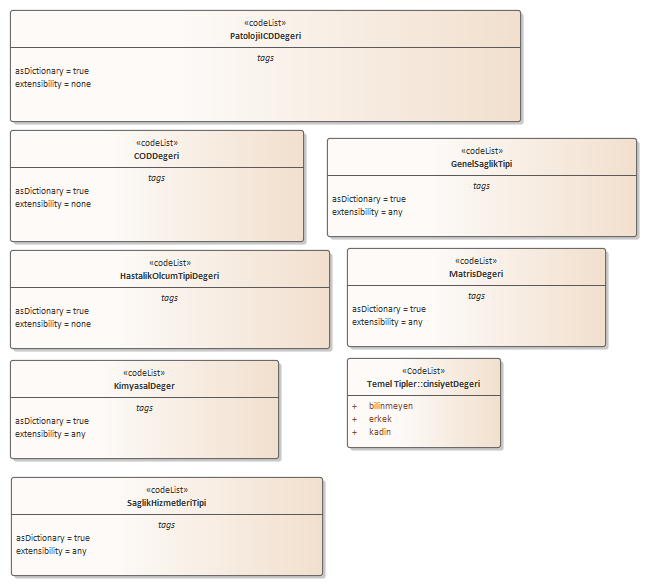 «codeList»
PatolojiICDDegeri
tags
asDictionary = true
extensibility = none
«codeList»
CODDegeri
tags
asDictionary = true
extensibility = none
«codeList»
GenelSaglikTipi
tags
asDictionary = true
extensibility = any
«codeList»
HastalikOlcumTipiDegeri
tags
asDictionary = true
extensibility = none
«codeList»
MatrisDegeri
tags
asDictionary = true
extensibility = any
«codeList»
KimyasalDeger
tags
asDictionary = true
extensibility = any
«CodeList»
Temel Tipler::cinsiyetDegeri
+ bilinmeyen
+ erkek
+ kadin
«codeList»
SaglikHizmetleriTipi
tags
asDictionary = true
extensibility = any